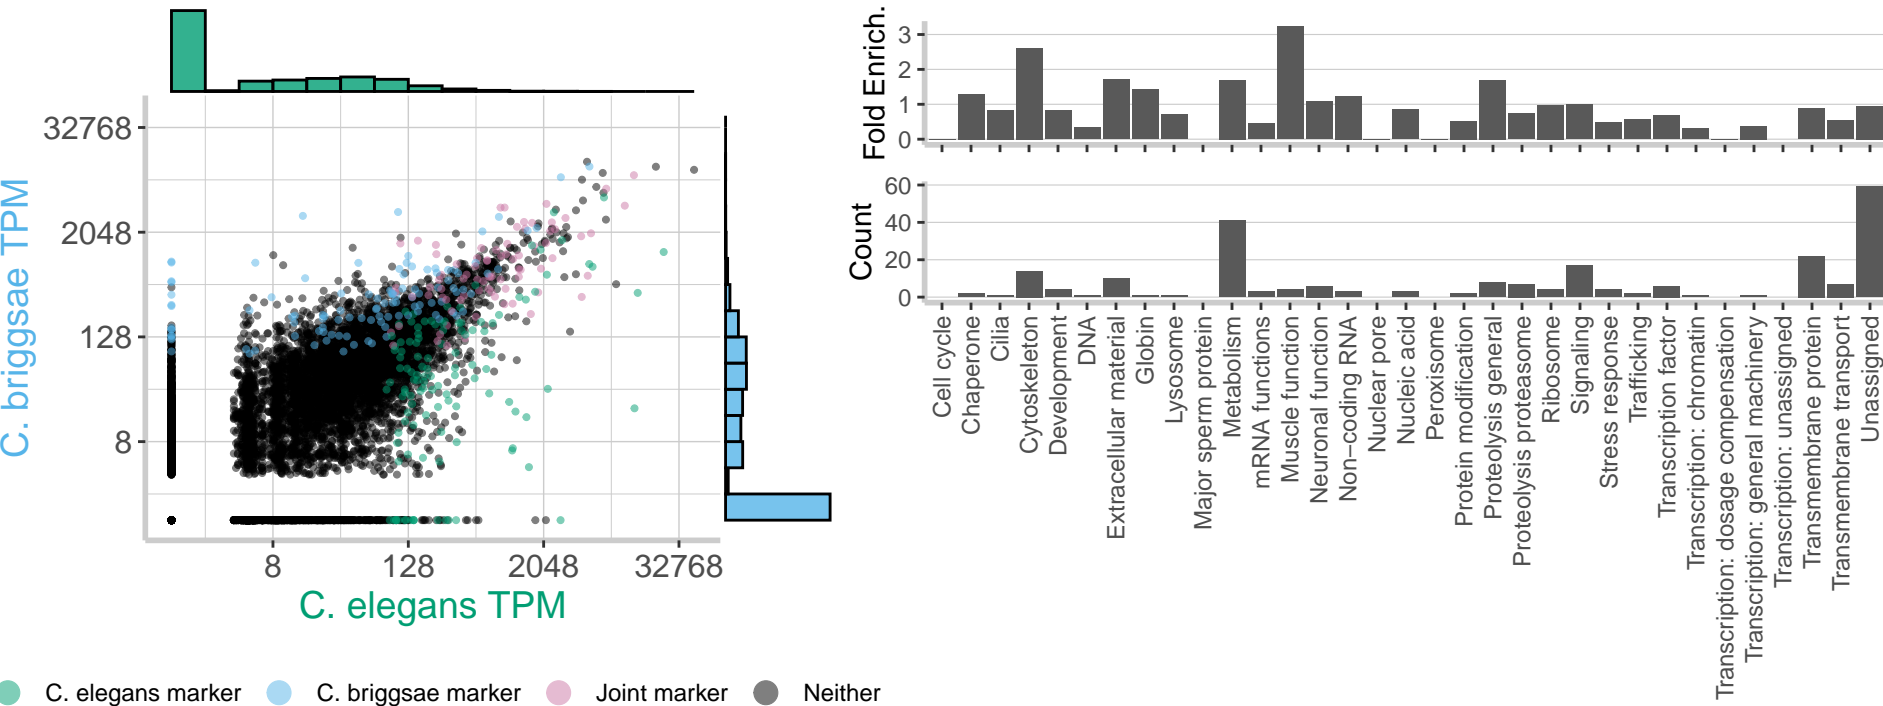 32768
2048
128
8
C. briggsae TPM
8
128
2048
32768
C. elegans TPM
C. elegans marker
C. briggsae marker
Joint marker
Neither
Fold Enrich.
3
2
1
0
Count
60
40
20
0
Cell cycle
Chaperone
Cilia
Cytoskeleton
Development
DNA
Extracellular material
Globin
Lysosome
Major sperm protein
Metabolism
mRNA functions
Muscle function
Neuronal function
Non−coding RNA
Nuclear pore
Nucleic acid
Peroxisome
Protein modification
Proteolysis general
Proteolysis proteasome
Ribosome
Signaling
Stress response
Trafficking
Transcription factor
Transcription: chromatin
Transcription: dosage compensation
Transcription: general machinery
Transcription: unassigned
Transmembrane protein
Transmembrane transport
Unassigned